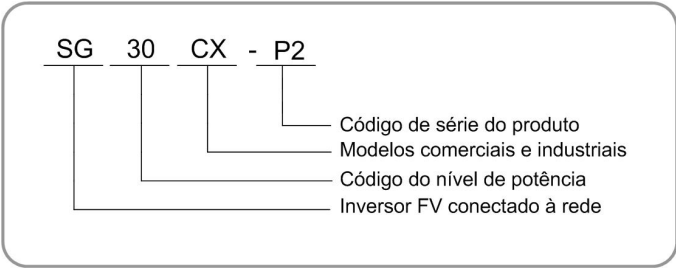 SG 30 CX - P2
Código de série do produto
Modelos comerciais e industriais
Código do nível de potência
Inversor FV conectado à rede